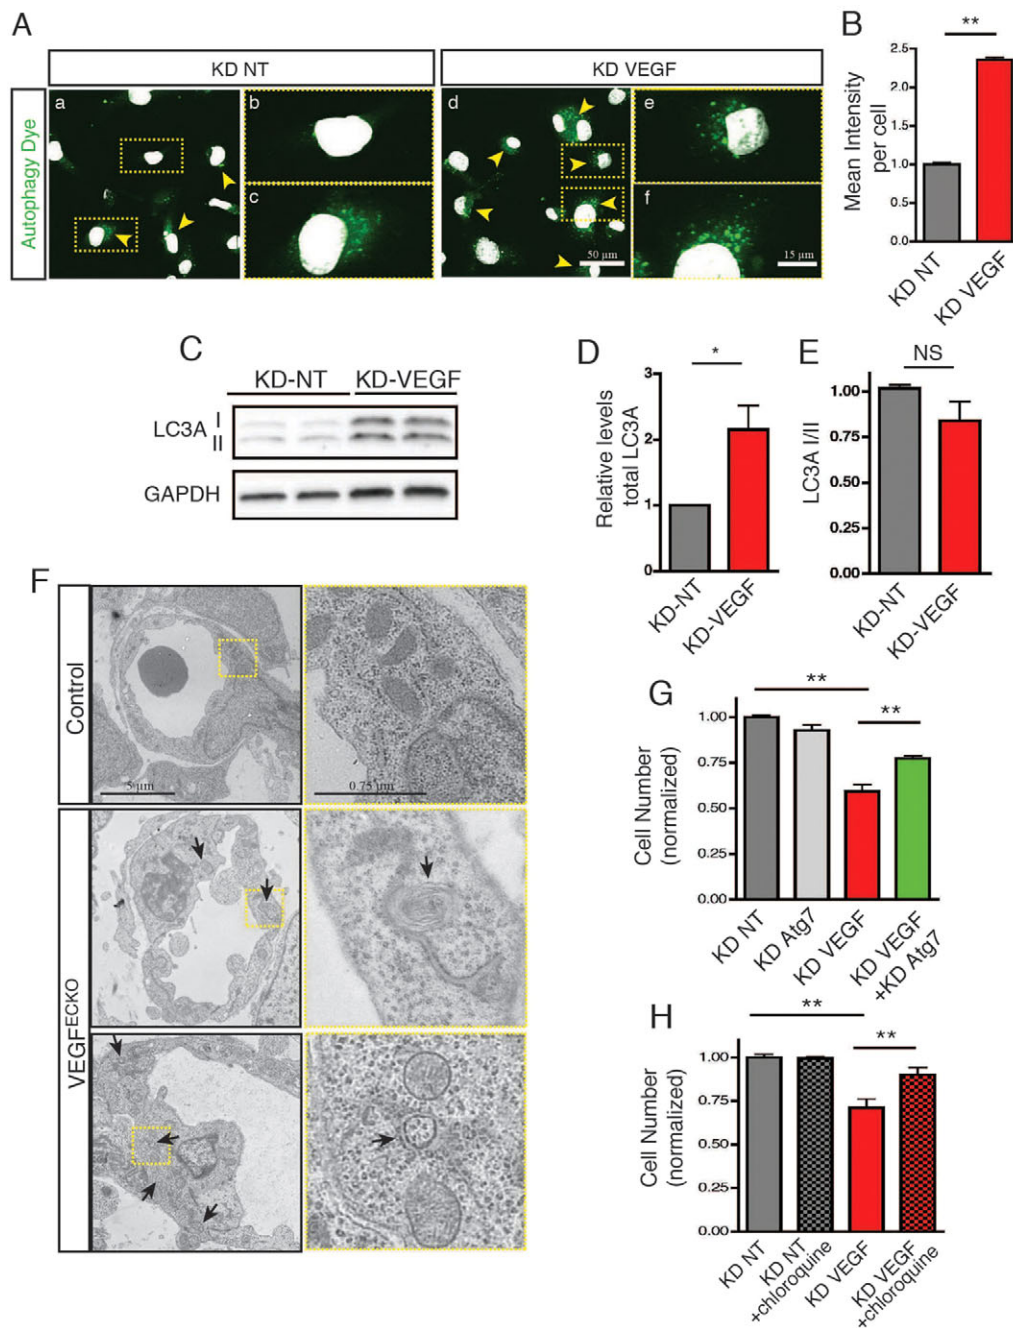 A
KD NT
KD VEGF
Autophagy Dye
a
b
c
d
e
f
50 µm
15 µm
B
**
Mean Intensity
per cell
2.5
2.0
1.5
1.0
0.5
0.0
KD NT
KD VEGF
C
KD-NT
KD-VEGF
LC3A
I
II
GAPDH
D
*
Relative levels
total LC3A
3
2
1
0
KD-NT
KD-VEGF
E
NS
LC3A I/II
1.00
0.75
0.50
0.25
0.00
KD-NT
KD-VEGF
F
Control
5 µm
0.75 µm
VEGFᴱᶜᴷᴼ
G
**
**
Cell Number
(normalized)
1.00
0.75
0.50
0.25
0.00
KD NT
KD Atg7
KD VEGF
KD VEGF
+KD Atg7
H
**
**
Cell Number
(normalized)
1.00
0.75
0.50
0.25
0.00
KD NT
KD NT
+chloroquine
KD VEGF
KD VEGF
+chloroquine